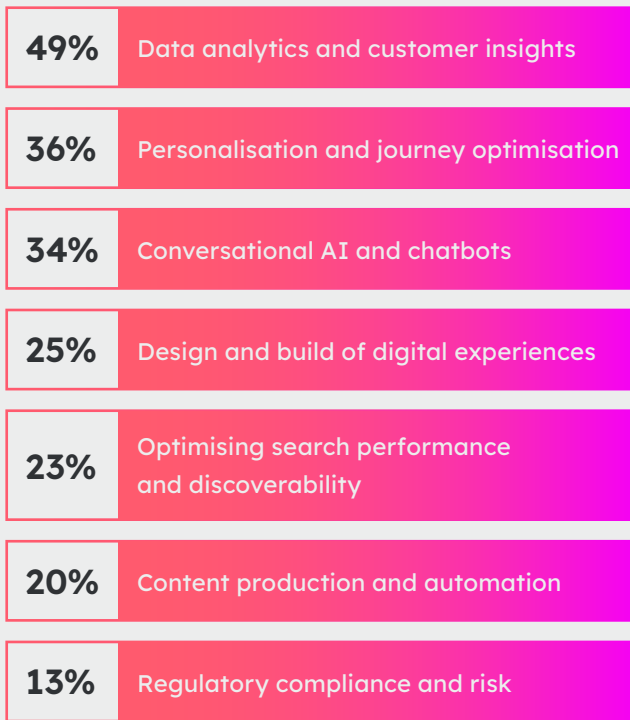 49% Data analytics and customer insights
36% Personalisation and journey optimisation
34% Conversational AI and chatbots
25% Design and build of digital experiences
23% Optimising search performance
and discoverability
20% Content production and automation
13% Regulatory compliance and risk